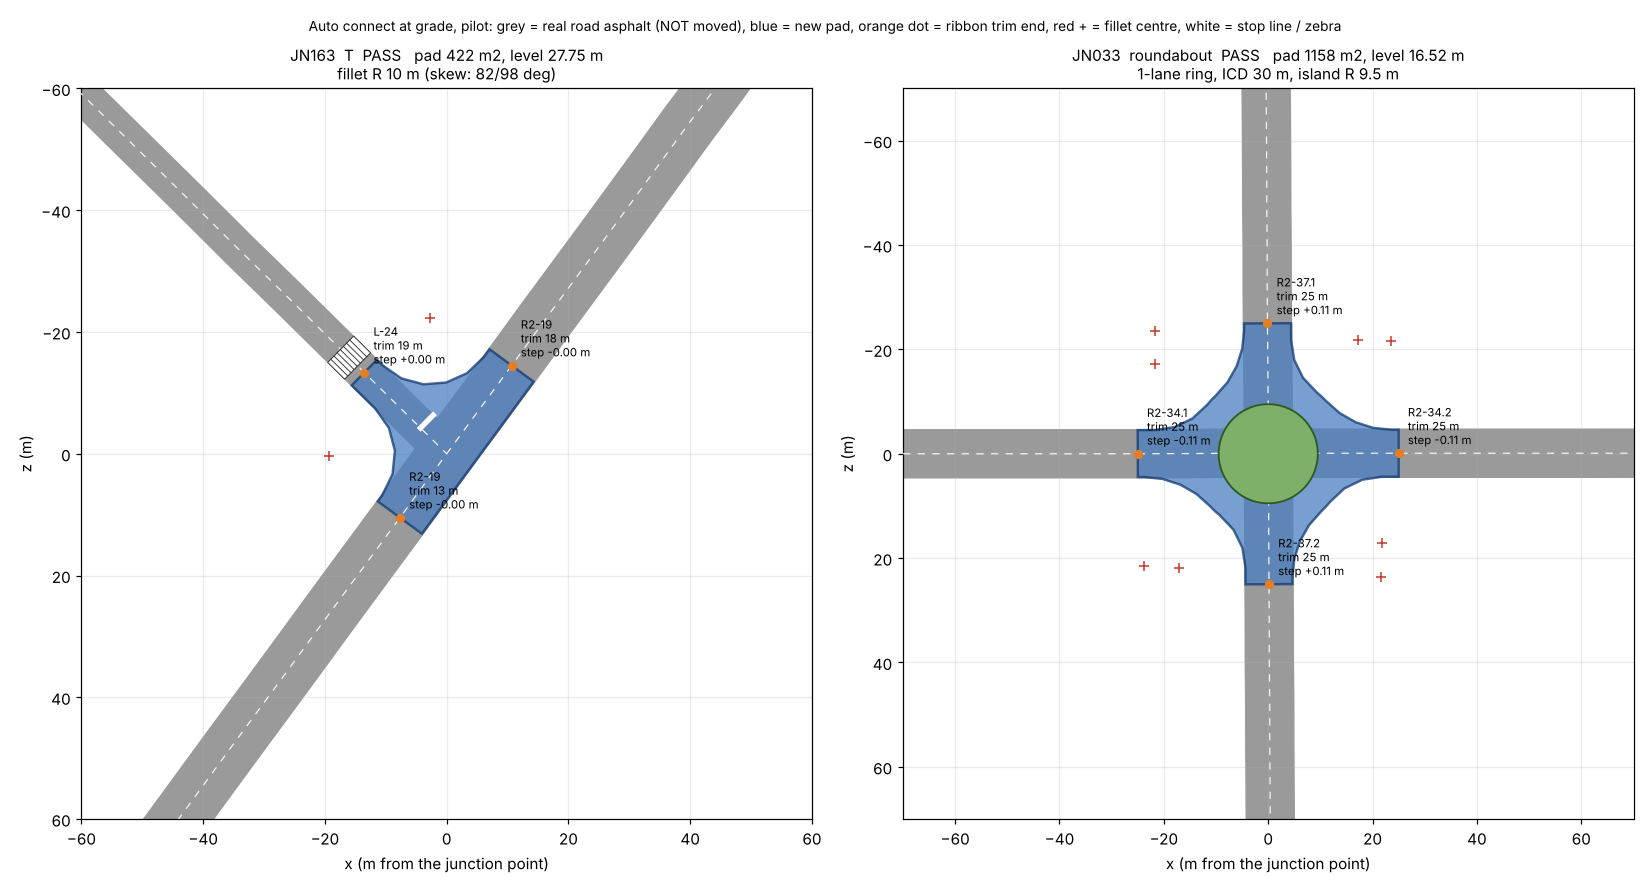 Auto connect at grade, pilot: grey = real road asphalt (NOT moved), blue = new pad, orange dot = ribbon trim end, red + = fillet centre, white = stop line / zebra
JN163  T  PASS   pad 422 m2, level 27.75 m
fillet R 10 m (skew: 82/98 deg)
−60
−40
−20
0
20
40
60
z (m)
L-24
trim 19 m
step +0.00 m
R2-19
trim 18 m
step -0.00 m
R2-19
trim 13 m
step -0.00 m
−60
−40
−20
0
20
40
60
x (m from the junction point)
JN033  roundabout  PASS   pad 1158 m2, level 16.52 m
1-lane ring, ICD 30 m, island R 9.5 m
−60
−40
−20
0
20
40
60
z (m)
R2-37.1
trim 25 m
step +0.11 m
R2-34.1
trim 25 m
step -0.11 m
R2-34.2
trim 25 m
step -0.11 m
R2-37.2
trim 25 m
step +0.11 m
−60
−40
−20
0
20
40
60
x (m from the junction point)